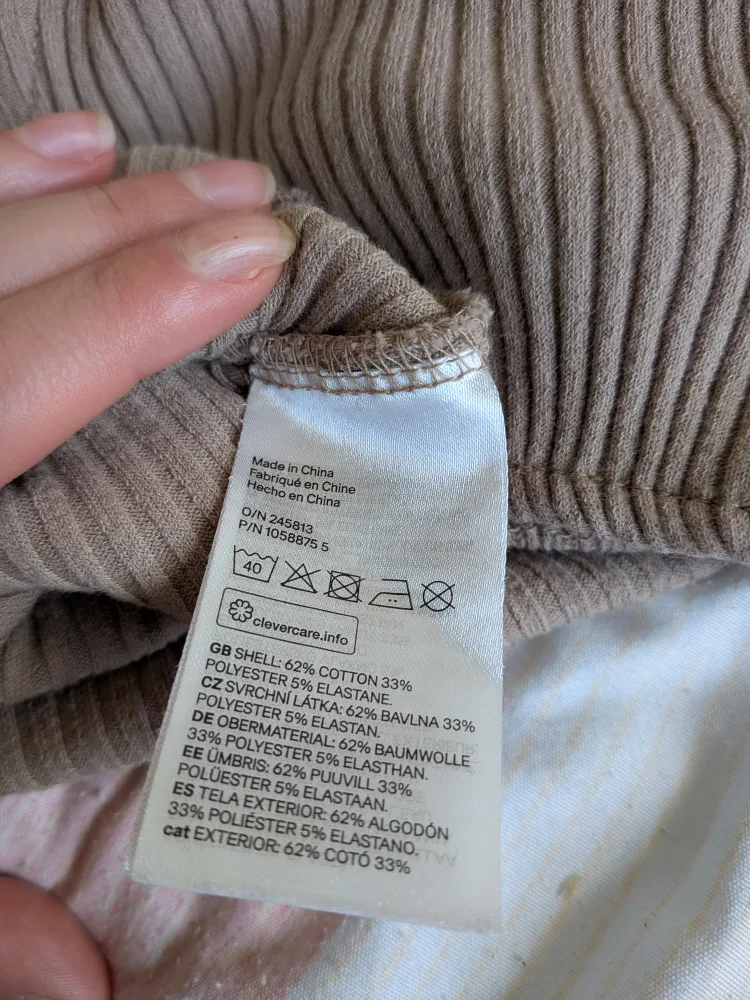 Made in China
Fabriqué en Chine
Hecho en China
O/N 245813
P/N 1058875 5
40
clevercare.info
GB SHELL: 62% COTTON 33%
POLYESTER 5% ELASTANE.
CZ SVRCHNÍ LÁTKA: 62% BAVLNA 33%
POLYESTER 5% ELASTAN.
DE OBERMATERIAL: 62% BAUMWOLLE
33% POLYESTER 5% ELASTHAN.
EE ÜMBRIS: 62% PUUVILL 33%
POLÜESTER 5% ELASTAAN.
ES TELA EXTERIOR: 62% ALGODÓN
33% POLIÉSTER 5% ELASTANO.
cat EXTERIOR: 62% COTÓ 33%